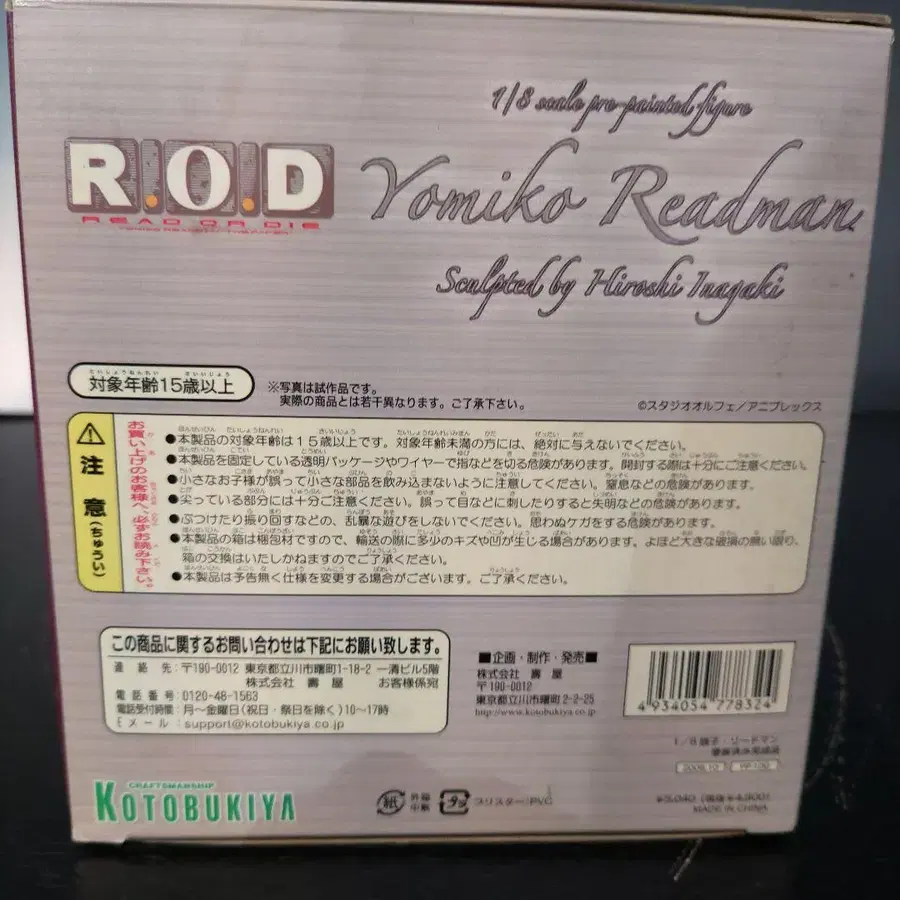 1/8 scale pre-painted figure
R.O.D
READ OR DIE
Yomiko Readman
Sculpted by Hiroshi Inagaki
対象年齢15歳以上
※写真は試作品です。
実際の商品とは若干異なります。ご了承下さい。
©スタジオオルフェ/アニプレックス
注意(ちゅうい)
お買い上げのお客様へ、必ずお読み下さい。
●本製品の対象年齢は15歳以上です。対象年齢未満の方には、絶対に与えないでください。
●本製品を固定している透明パッケージやワイヤーで指などを切る危険があります。開封する際は十分にご注意ください。
●小さなお子様が誤って小さな部品を飲み込まないように注意してください。窒息などの危険があります。
●尖っている部分には十分ご注意ください。誤って目などに刺したりすると失明などの危険があります。
●ぶつけたり振り回すなどの、乱暴な遊びをしないでください。思わぬケガをする危険があります。
●本製品の箱は梱包材ですので、輸送の際に多少のキズや凹が生じる場合があります。よほど大きな破損の無い限り、
箱の交換はいたしかねますのでご了承ください。
●本製品は予告無く仕様を変更する場合がございます。ご了承ください。
この商品に関するお問い合わせは下記にお願い致します。
連絡先:〒190-0012 東京都立川市曙町1-18-2 一清ビル5階
株式会社 壽屋 お客様係宛
電話番号:0120-48-1563
電話受付時間:月〜金曜日(祝日・祭日を除く)10〜17時
Eメール:support@kotobukiya.co.jp
■企画・制作・発売■
株式会社 壽屋
〒190-0012
東京都立川市曙町2-2-25
http://www.kotobukiya.co.jp
4 934054 778324
CRAFTSMANSHIP
KOTOBUKIYA
紙
外箱
中敷
プラ
ブリスター:PVC
¥5,040 (税抜¥4,800)
MADE IN CHINA